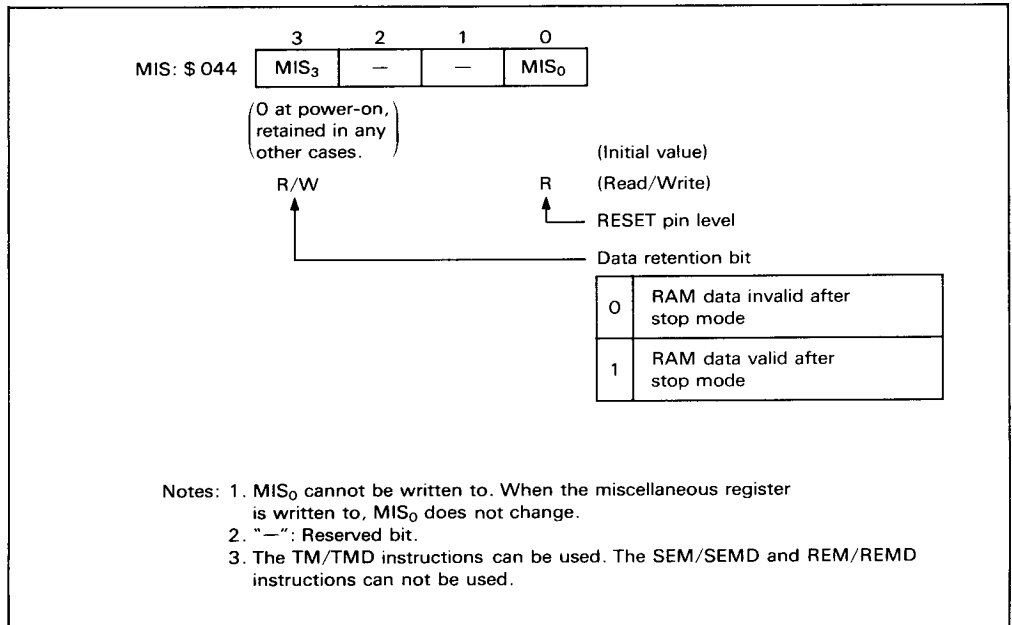 3 2 1 0
MIS: $ 044 MIS₃ — — MIS₀
(0 at power-on,
retained in any
other cases.)
(Initial value)
R/W R (Read/Write)
RESET pin level
Data retention bit
0 RAM data invalid after
stop mode
1 RAM data valid after
stop mode
Notes: 1. MIS₀ cannot be written to. When the miscellaneous register
is written to, MIS₀ does not change.
2. "—": Reserved bit.
3. The TM/TMD instructions can be used. The SEM/SEMD and REM/REMD
instructions can not be used.